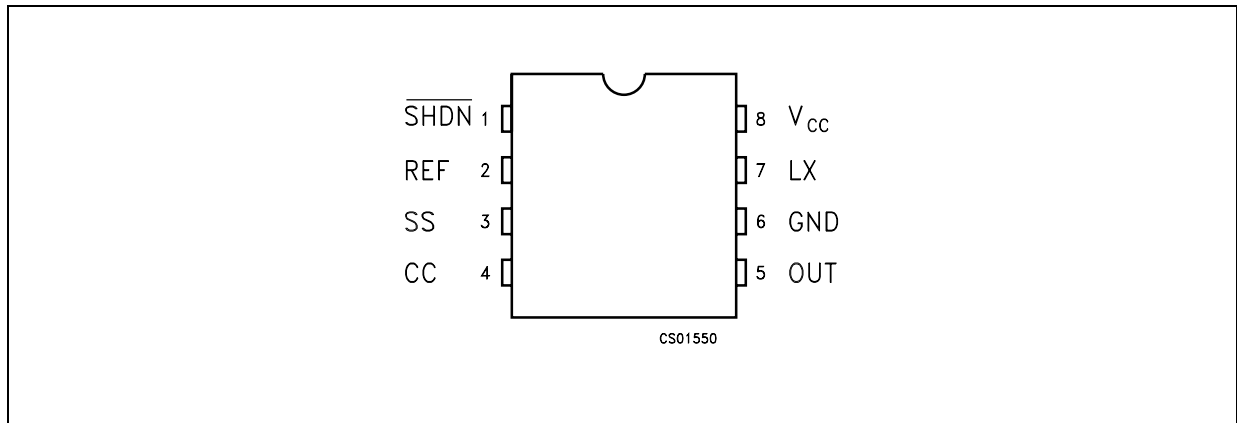 SHDN 1 8 VCC
REF 2 7 LX
SS 3 6 GND
CC 4 5 OUT
CS01550